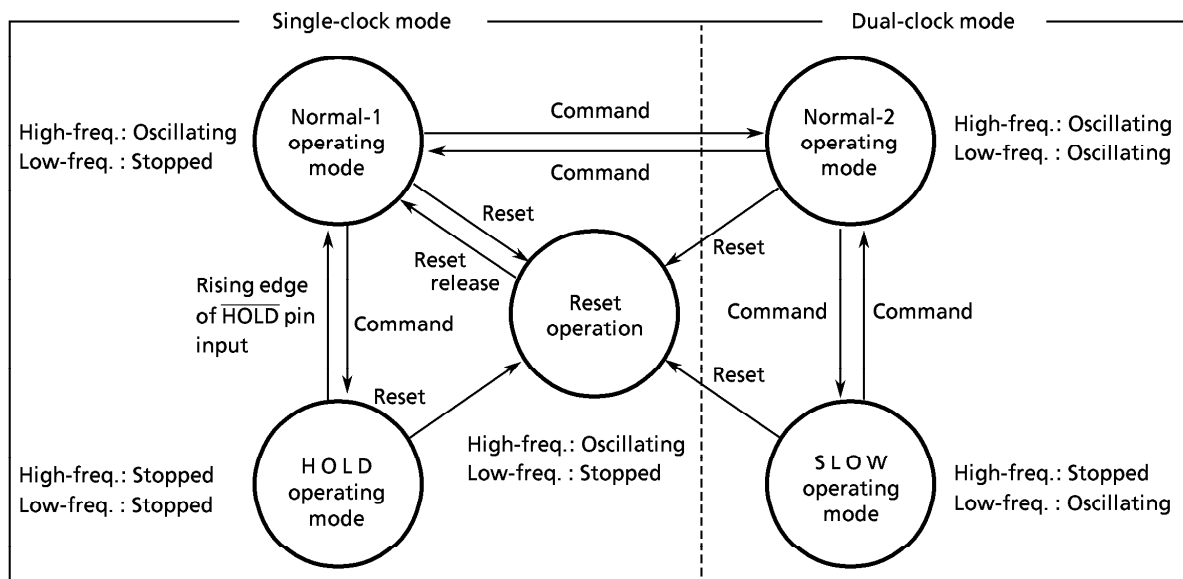 Single-clock mode
Dual-clock mode
Normal-1
operating
mode
High-freq.: Oscillating
Low-freq. : Stopped
Command
Command
Normal-2
operating
mode
High-freq.: Oscillating
Low-freq. : Oscillating
Reset
Reset
release
Reset
Rising edge
of HOLD pin
input
Command
Reset
operation
Command
Command
Reset
Reset
High-freq.: Oscillating
Low-freq. : Stopped
HOLD
operating
mode
High-freq.: Stopped
Low-freq. : Stopped
SLOW
operating
mode
High-freq.: Stopped
Low-freq. : Oscillating